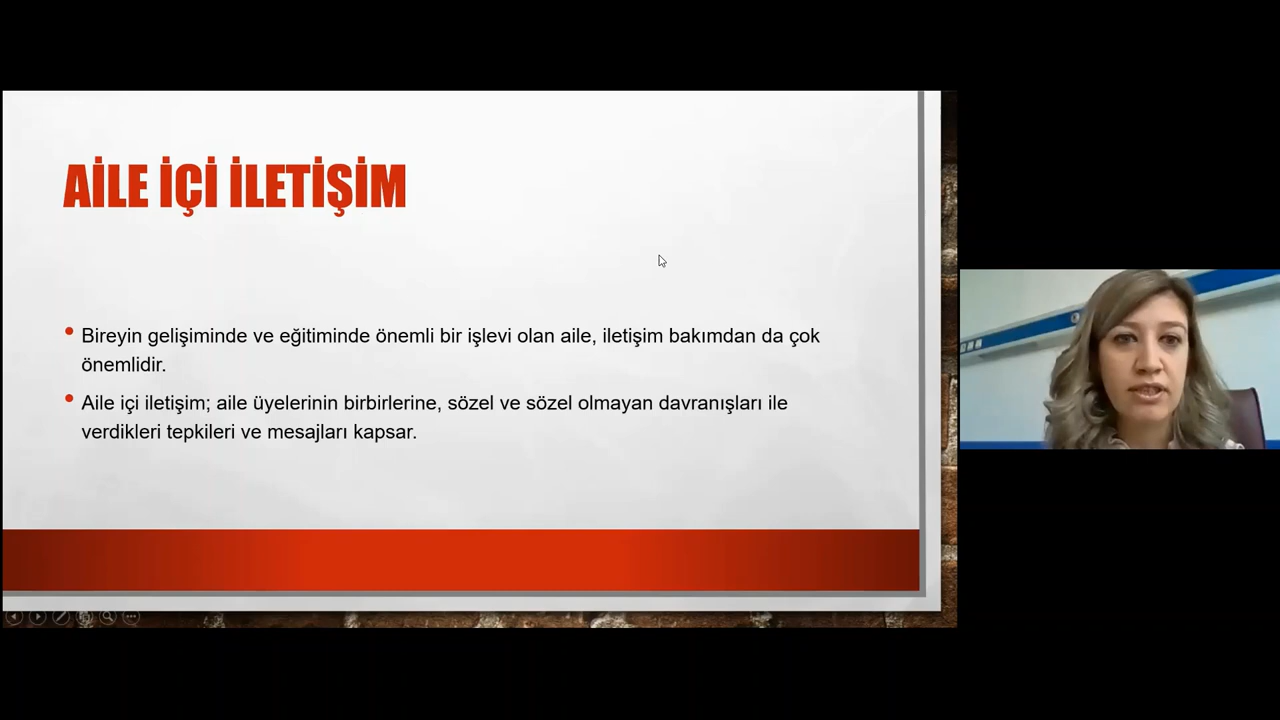 AİLE İÇİ İLETİŞİM
• Bireyin gelişiminde ve eğitiminde önemli bir işlevi olan aile, iletişim bakımdan da çok
önemlidir.
• Aile içi iletişim; aile üyelerinin birbirlerine, sözel ve sözel olmayan davranışları ile
verdikleri tepkileri ve mesajları kapsar.